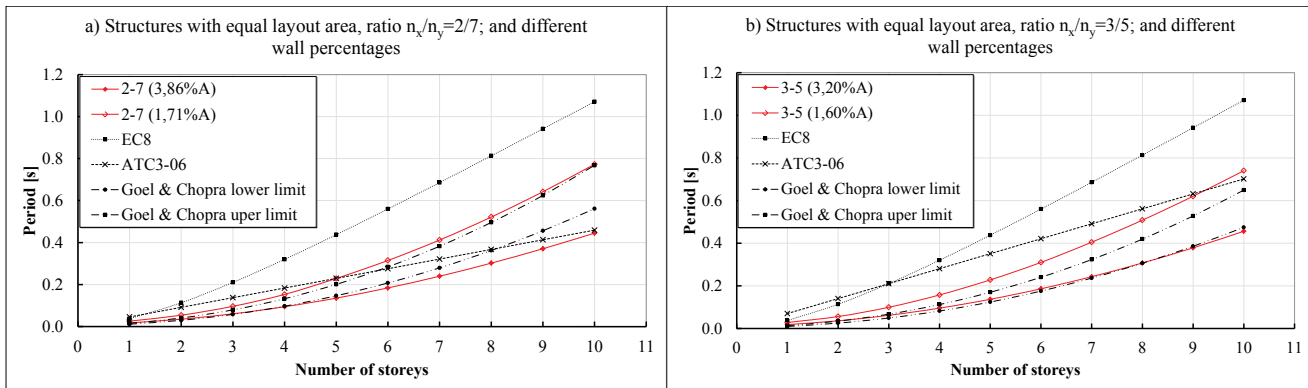 a) Structures with equal layout area, ratio nx/ny=2/7; and different
wall percentages
1.2
1.0
0.8
0.6
0.4
0.2
0.0
Period [s]
2-7 (3,86%A)
2-7 (1,71%A)
EC8
ATC3-06
Goel & Chopra lower limit
Goel & Chopra uper limit
0 1 2 3 4 5 6 7 8 9 10 11
Number of storeys
b) Structures with equal layout area, ratio nx/ny=3/5; and different
wall percentages
1.2
1.0
0.8
0.6
0.4
0.2
0.0
Period [s]
3-5 (3,20%A)
3-5 (1,60%A)
EC8
ATC3-06
Goel & Chopra lower limit
Goel & Chopra uper limit
0 1 2 3 4 5 6 7 8 9 10 11
Number of storeys